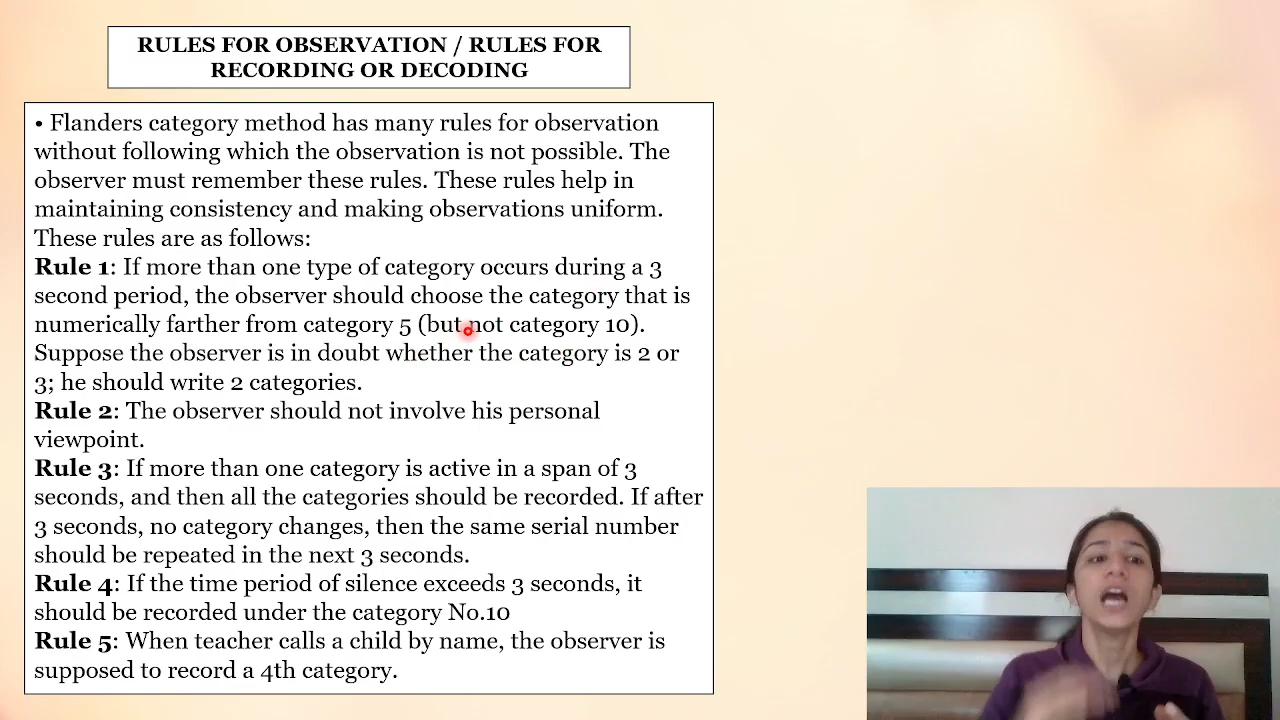 RULES FOR OBSERVATION / RULES FOR
RECORDING OR DECODING
• Flanders category method has many rules for observation
without following which the observation is not possible. The
observer must remember these rules. These rules help in
maintaining consistency and making observations uniform.
These rules are as follows:
Rule 1: If more than one type of category occurs during a 3
second period, the observer should choose the category that is
numerically farther from category 5 (but not category 10).
Suppose the observer is in doubt whether the category is 2 or
3; he should write 2 categories.
Rule 2: The observer should not involve his personal
viewpoint.
Rule 3: If more than one category is active in a span of 3
seconds, and then all the categories should be recorded. If after
3 seconds, no category changes, then the same serial number
should be repeated in the next 3 seconds.
Rule 4: If the time period of silence exceeds 3 seconds, it
should be recorded under the category No.10
Rule 5: When teacher calls a child by name, the observer is
supposed to record a 4th category.